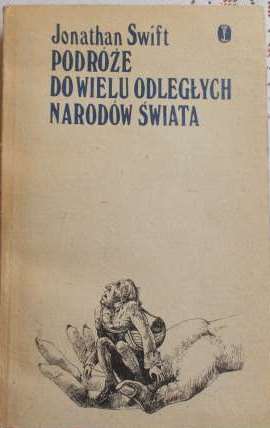 Jonathan Swift
PODRÓŻE
DO WIELU ODLEGŁYCH
NARODÓW ŚWIATA